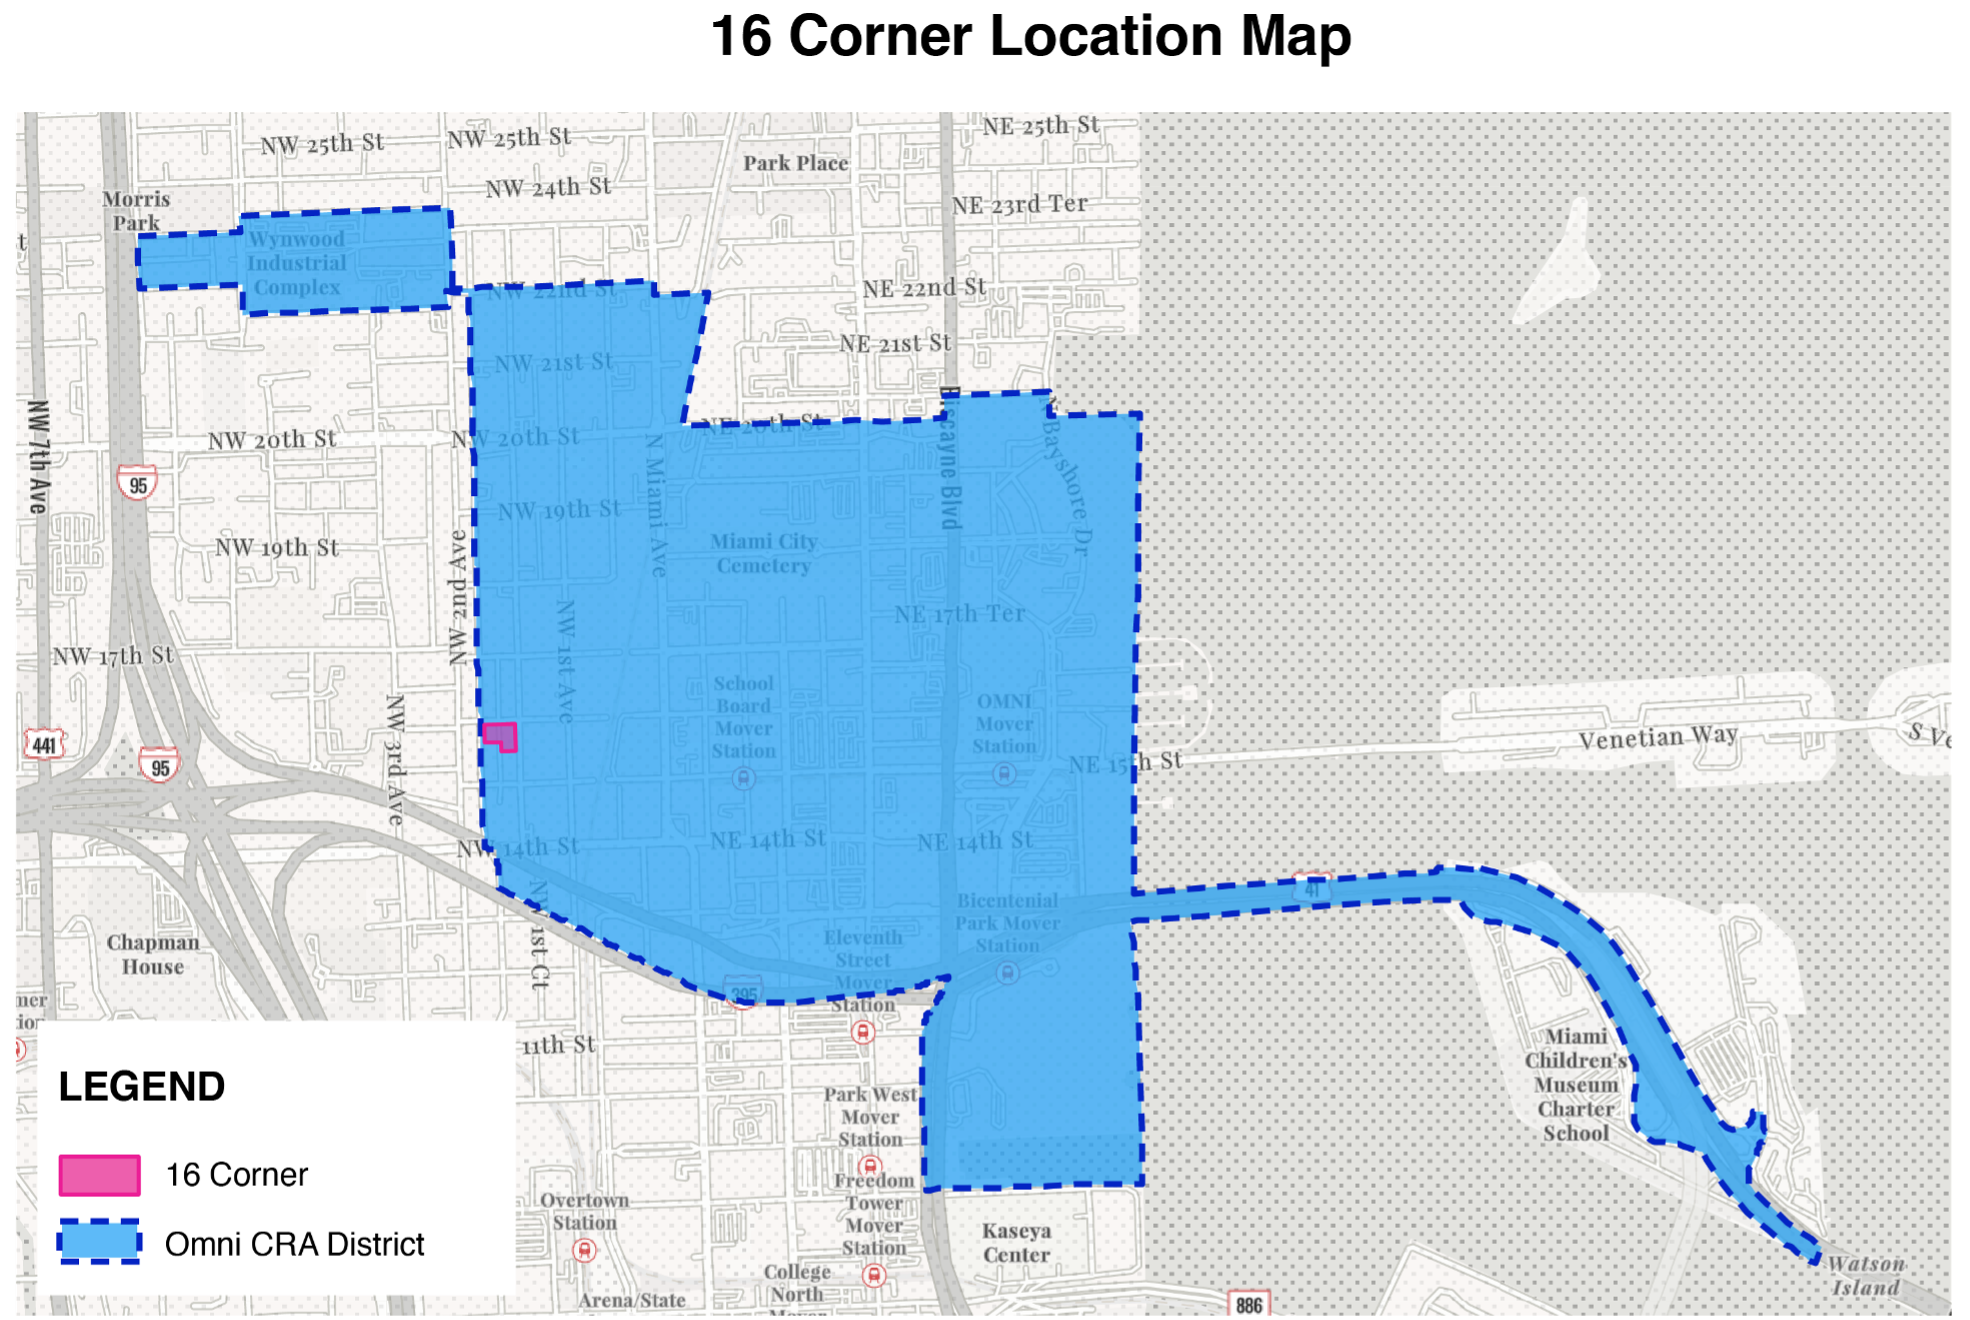 16 Corner Location Map
NW 25th St
NW 25th St
NE 25th St
Park Place
NW 24th St
Morris
Park
NE 23rd Ter
t
Wynwood
Industrial
Complex
NW 22nd St
NE 22nd St
NE 21st St
NW 21st St
NW 7th Ave
Biscayne Blvd
N Bayshore Dr
NE 20th St
NW 20th St
NW 20th St
N Miami Ave
95
NW 19th St
NW 19th St
Miami City
Cemetery
NW 2nd Ave
NW 1st Ave
NE 17th Ter
NW 17th St
School
Board
Mover
Station
OMNI
Mover
Station
NW 3rd Ave
441
95
Venetian Way
S Ve
NE 15th St
NW 14th St
NE 14th St
NE 14th St
41
NW 1st Ct
Bicentenial
Park Mover
Station
Chapman
House
Eleventh
Street
Mover
Station
395
mer
tion
11th St
Miami
Children's
Museum
Charter
School
LEGEND
16 Corner
Omni CRA District
Park West
Mover
Station
Freedom
Tower
Mover
Station
Overtown
Station
Kaseya
Center
College
North
Mover
Arena/State
886
Watson
Island